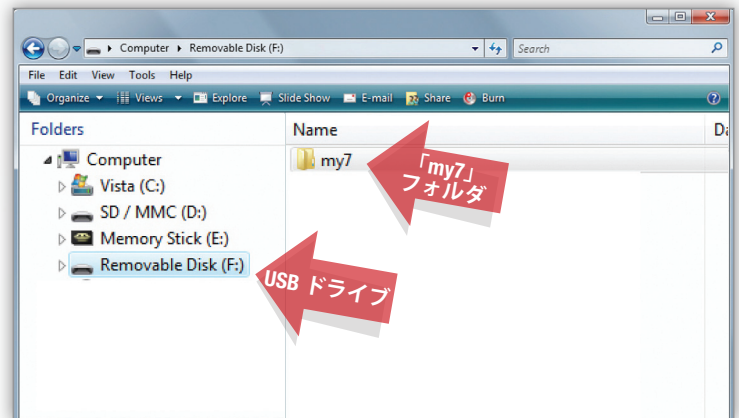 Computer ▸ Removable Disk (F:)
Search
File Edit View Tools Help
Organize Views Explore Slide Show E-mail Share Burn
Folders
Name
Da
Computer
my7
「my7」
フォルダ
Vista (C:)
SD / MMC (D:)
Memory Stick (E:)
Removable Disk (F:)
USB ドライブ